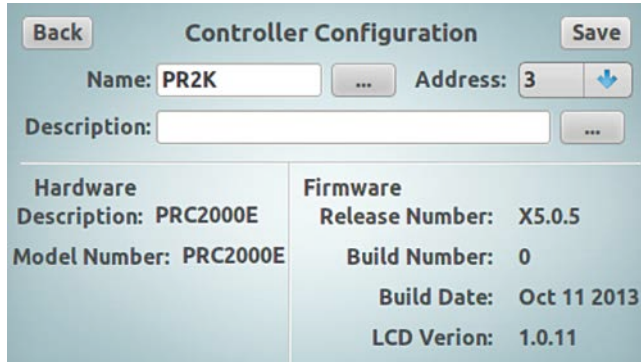 Back Controller Configuration Save
Name: PR2K ... Address: 3
Description: ...
Hardware
Description: PRC2000E
Model Number: PRC2000E
Firmware
Release Number: X5.0.5
Build Number: 0
Build Date: Oct 11 2013
LCD Verion: 1.0.11